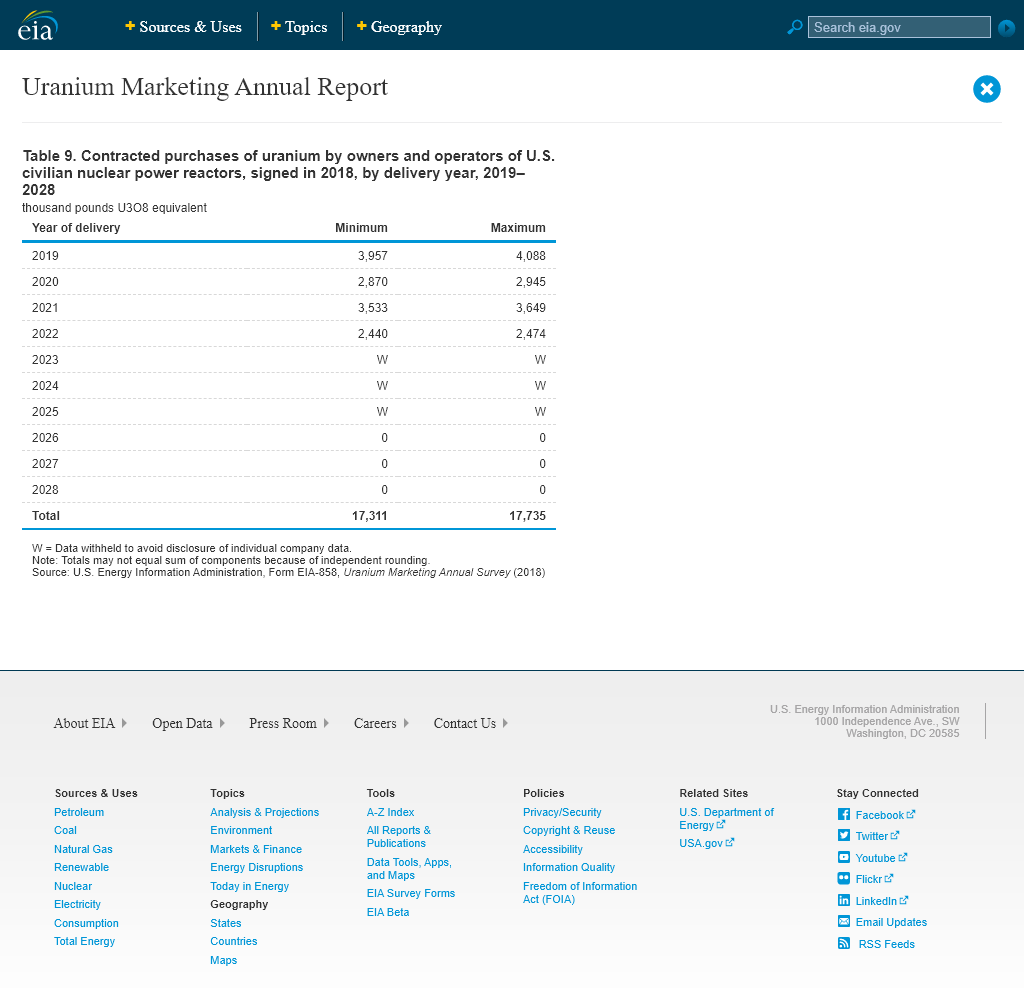 eia
Sources & Uses
Topics
Geography
Search eia.gov
Uranium Marketing Annual Report
Table 9. Contracted purchases of uranium by owners and operators of U.S.
civilian nuclear power reactors, signed in 2018, by delivery year, 2019–
2028
thousand pounds U3O8 equivalent
Year of delivery Minimum Maximum
2019 3,957 4,088
2020 2,870 2,945
2021 3,533 3,649
2022 2,440 2,474
2023 W W
2024 W W
2025 W W
2026 0 0
2027 0 0
2028 0 0
Total 17,311 17,735
W = Data withheld to avoid disclosure of individual company data.
Note: Totals may not equal sum of components because of independent rounding.
Source: U.S. Energy Information Administration, Form EIA-858, Uranium Marketing Annual Survey (2018)
About EIA
Open Data
Press Room
Careers
Contact Us
U.S. Energy Information Administration
1000 Independence Ave., SW
Washington, DC 20585
Sources & Uses
Petroleum
Coal
Natural Gas
Renewable
Nuclear
Electricity
Consumption
Total Energy
Topics
Analysis & Projections
Environment
Markets & Finance
Energy Disruptions
Today in Energy
Geography
States
Countries
Maps
Tools
A-Z Index
All Reports &
Publications
Data Tools, Apps,
and Maps
EIA Survey Forms
EIA Beta
Policies
Privacy/Security
Copyright & Reuse
Accessibility
Information Quality
Freedom of Information
Act (FOIA)
Related Sites
U.S. Department of
Energy
USA.gov
Stay Connected
Facebook
Twitter
Youtube
Flickr
LinkedIn
Email Updates
RSS Feeds